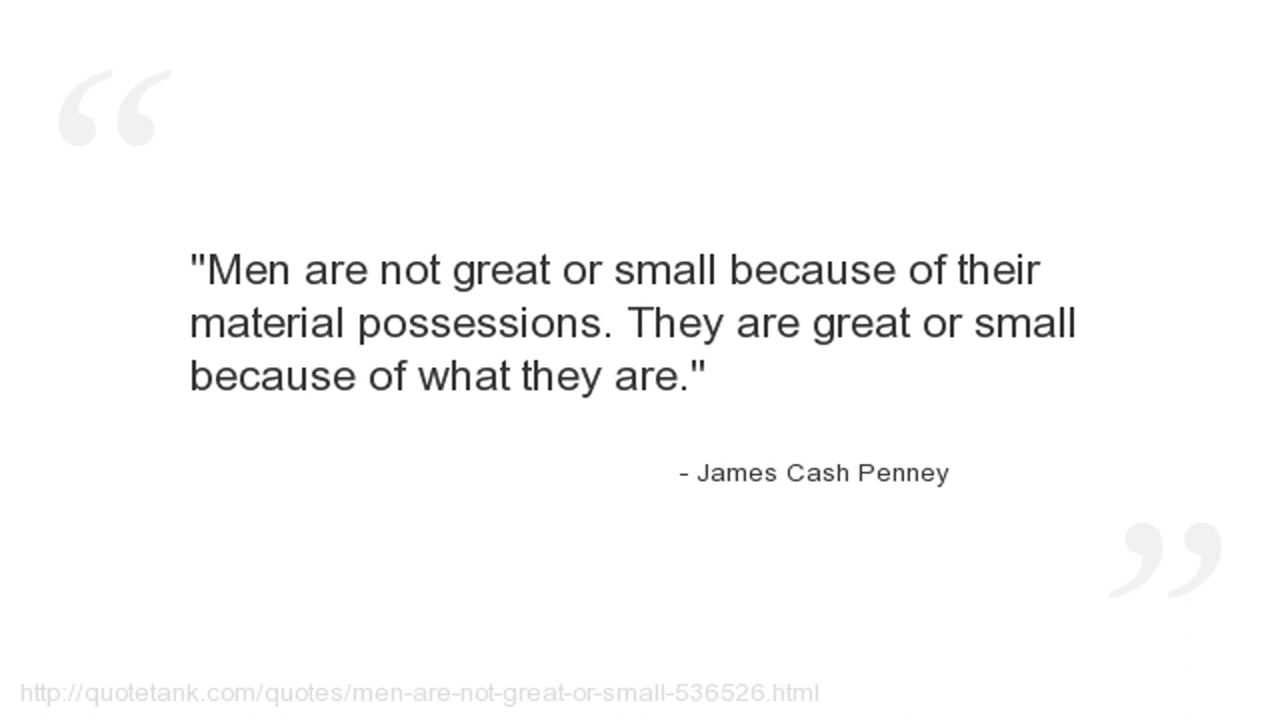 "Men are not great or small because of their
material possessions. They are great or small
because of what they are."
- James Cash Penney
http://quotetank.com/quotes/men-are-not-great-or-small-536526.html